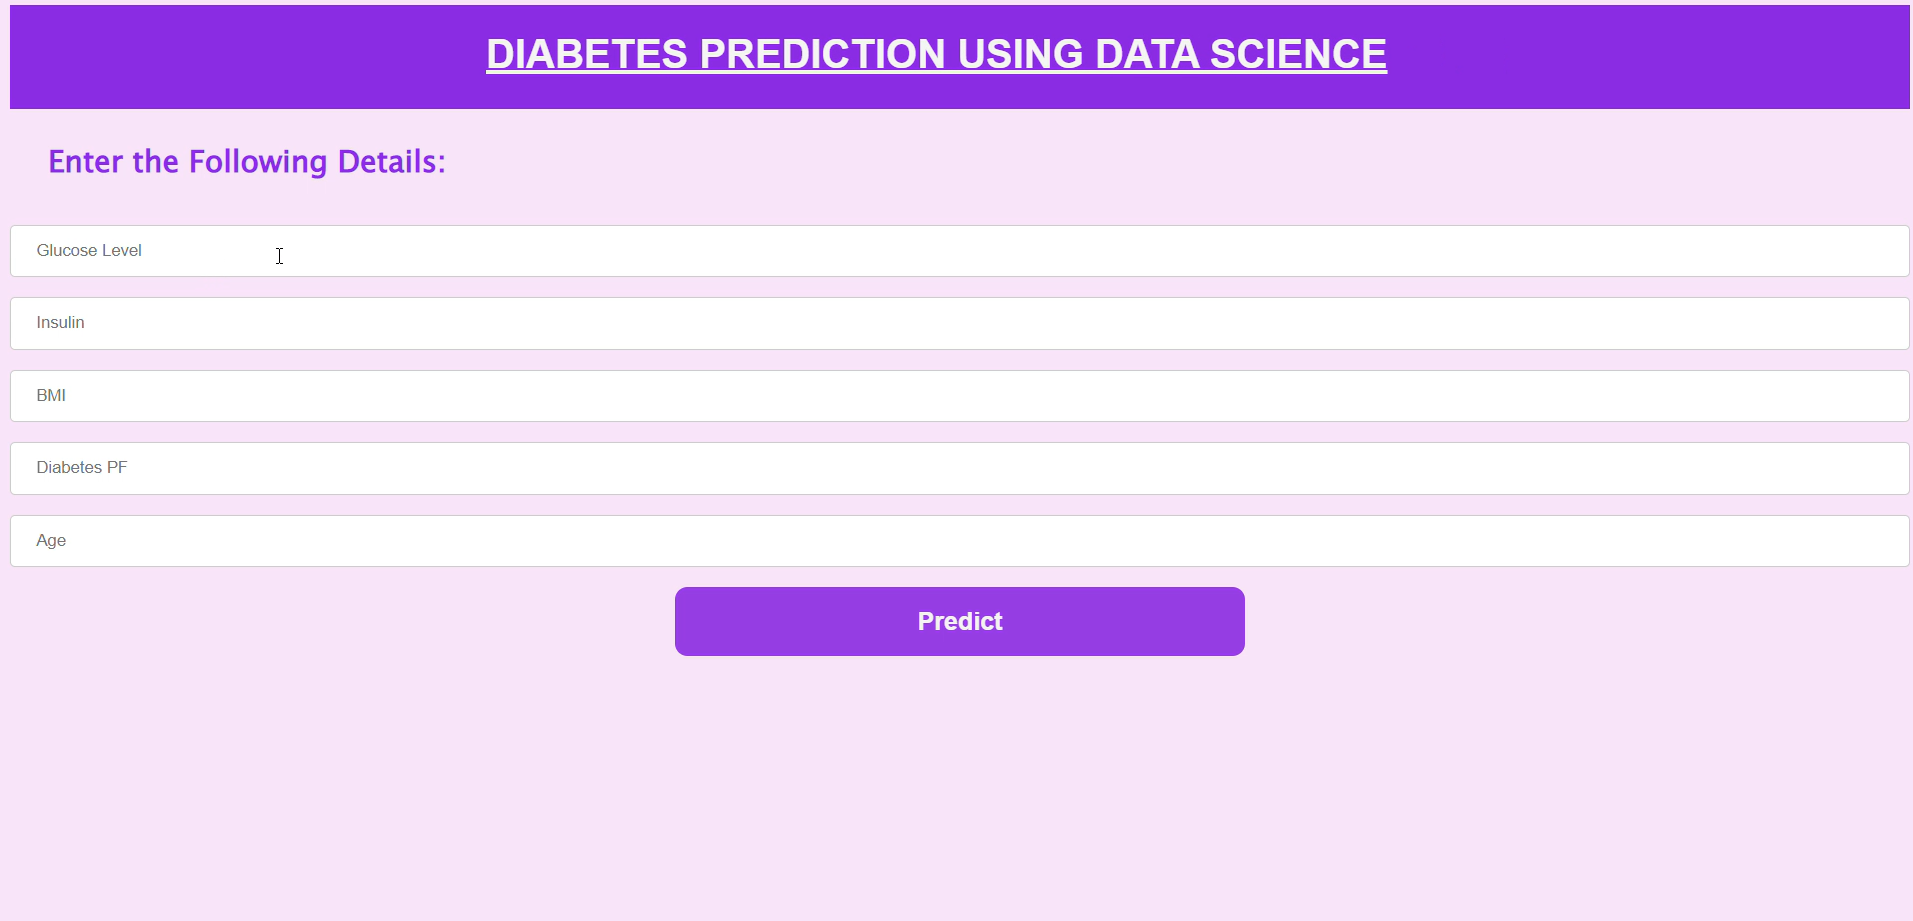 DIABETES PREDICTION USING DATA SCIENCE
Enter the Following Details:
Glucose Level
Insulin
BMI
Diabetes PF
Age
Predict